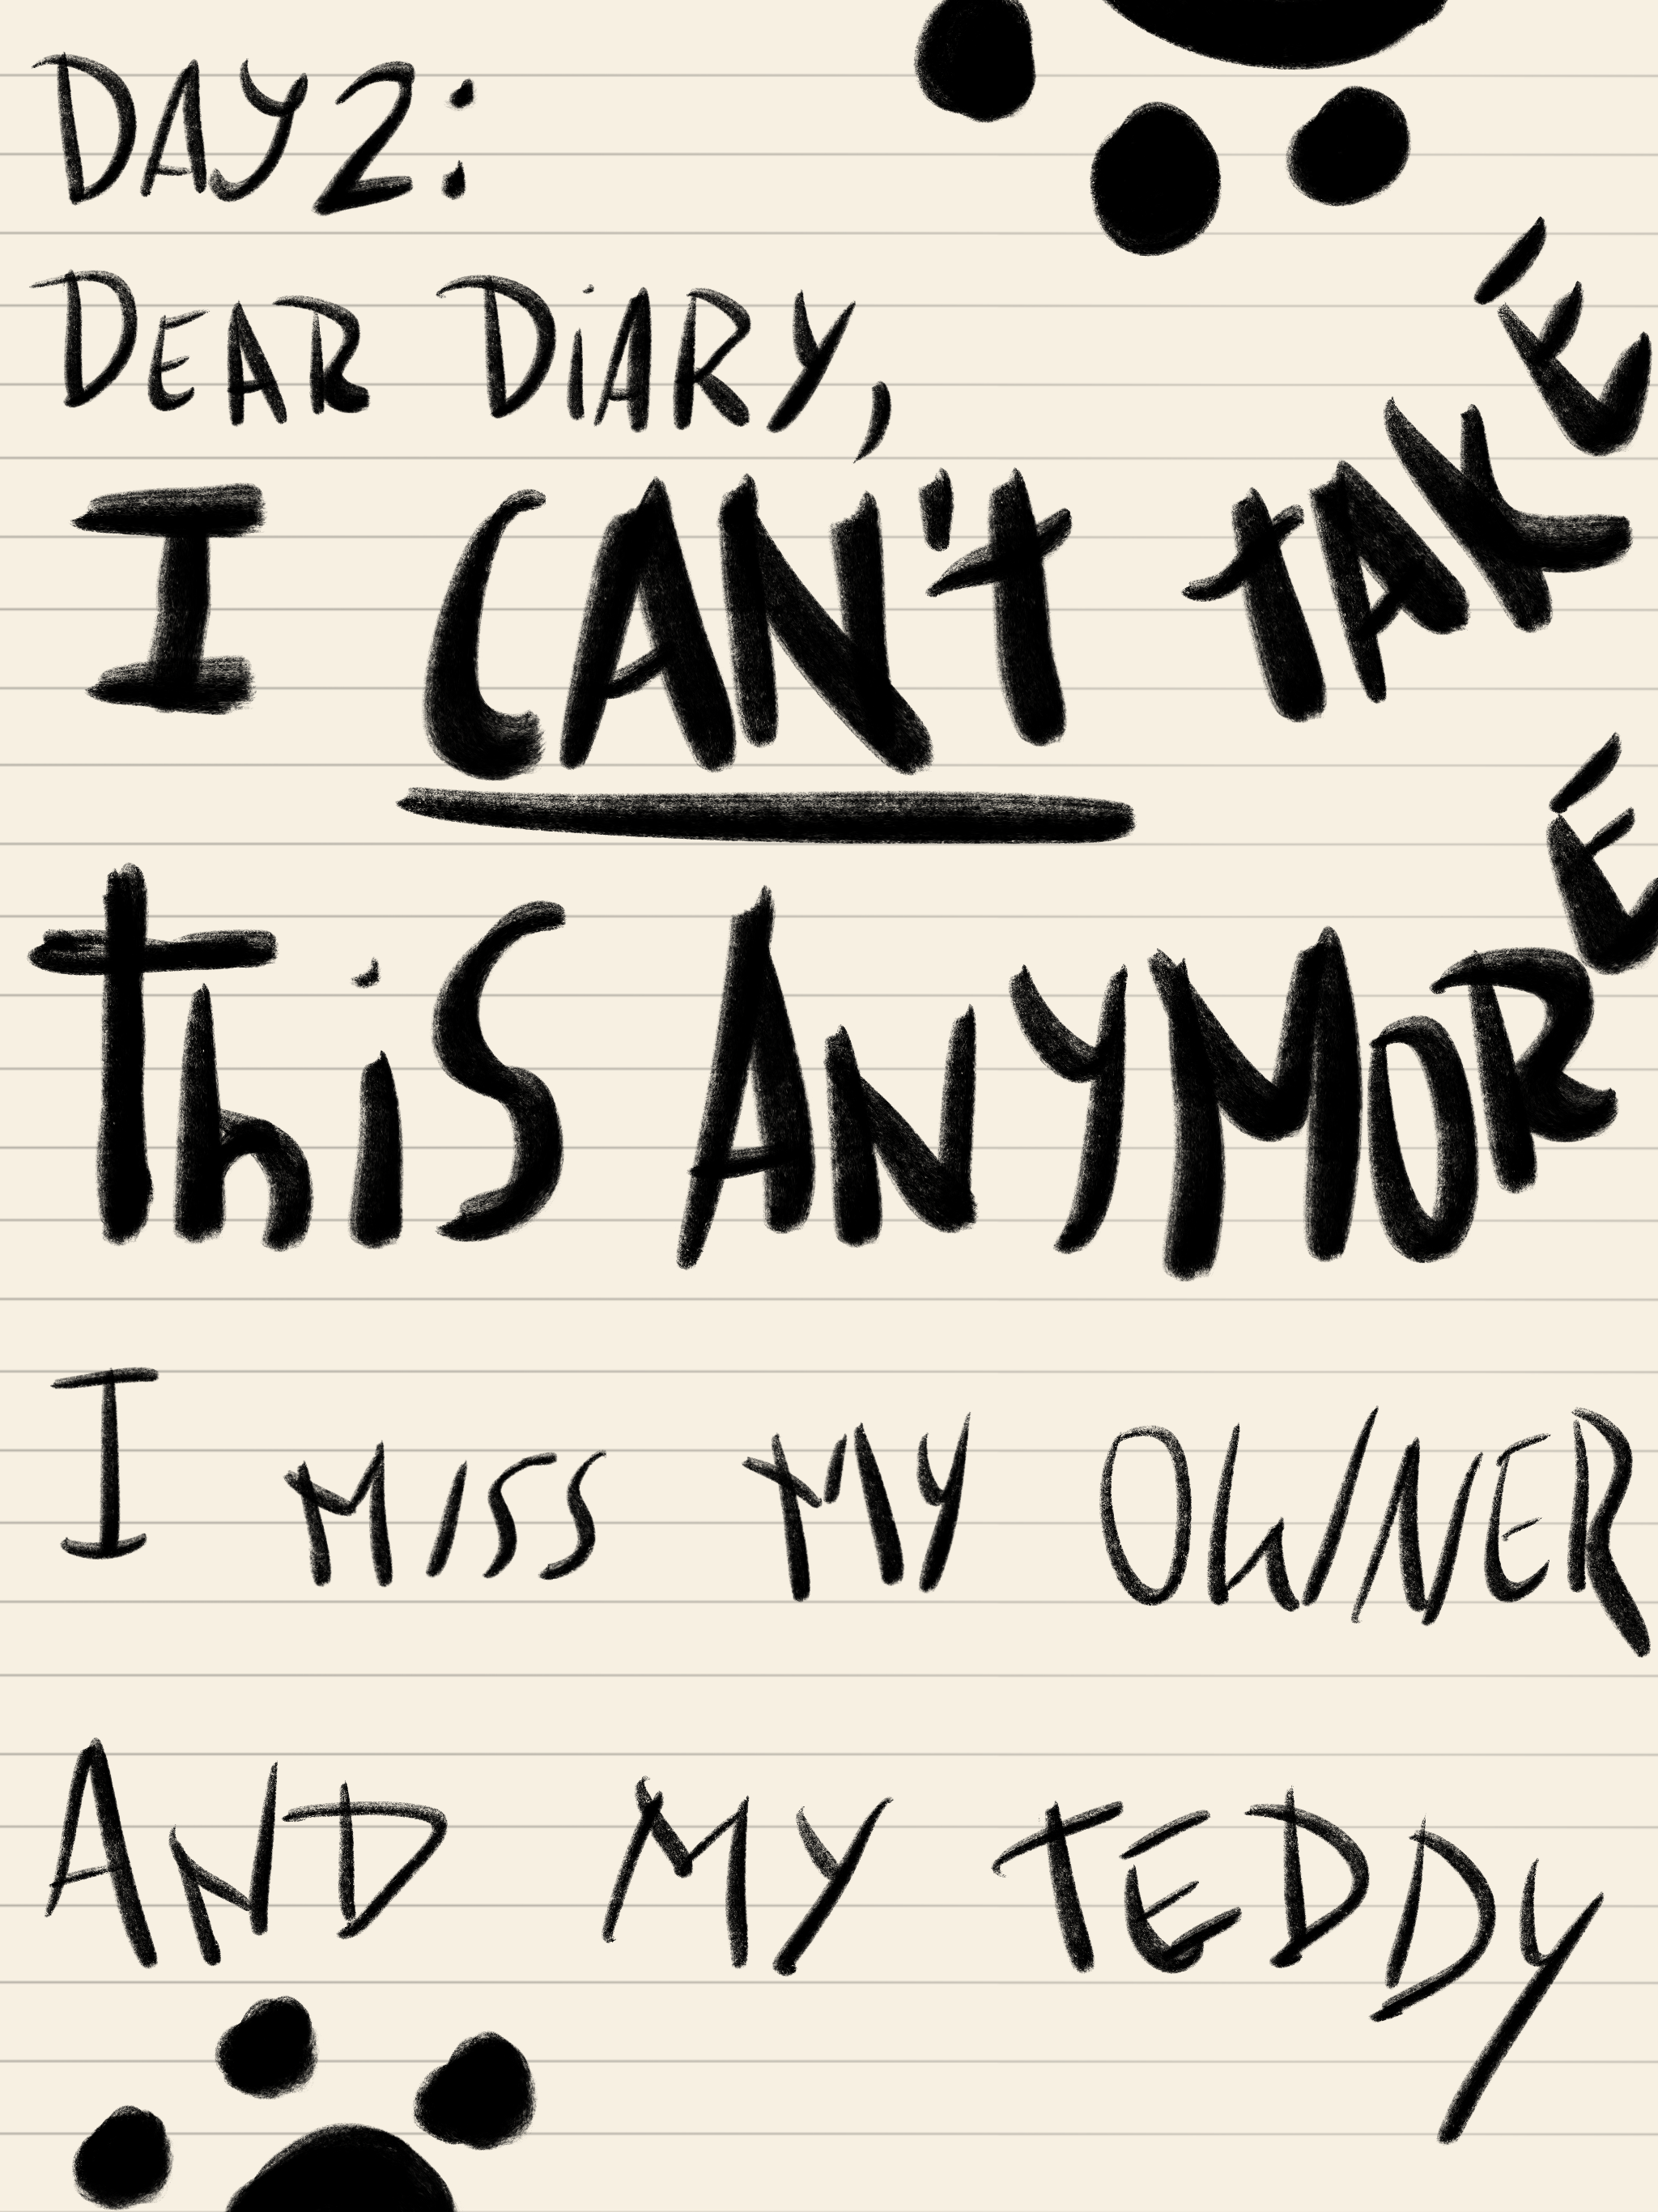 DAY 2:
DEAR DiARY,
I CAN't tAKE
thiS ANYMORE
I MISS MY OWNER
AND MY TEDDY